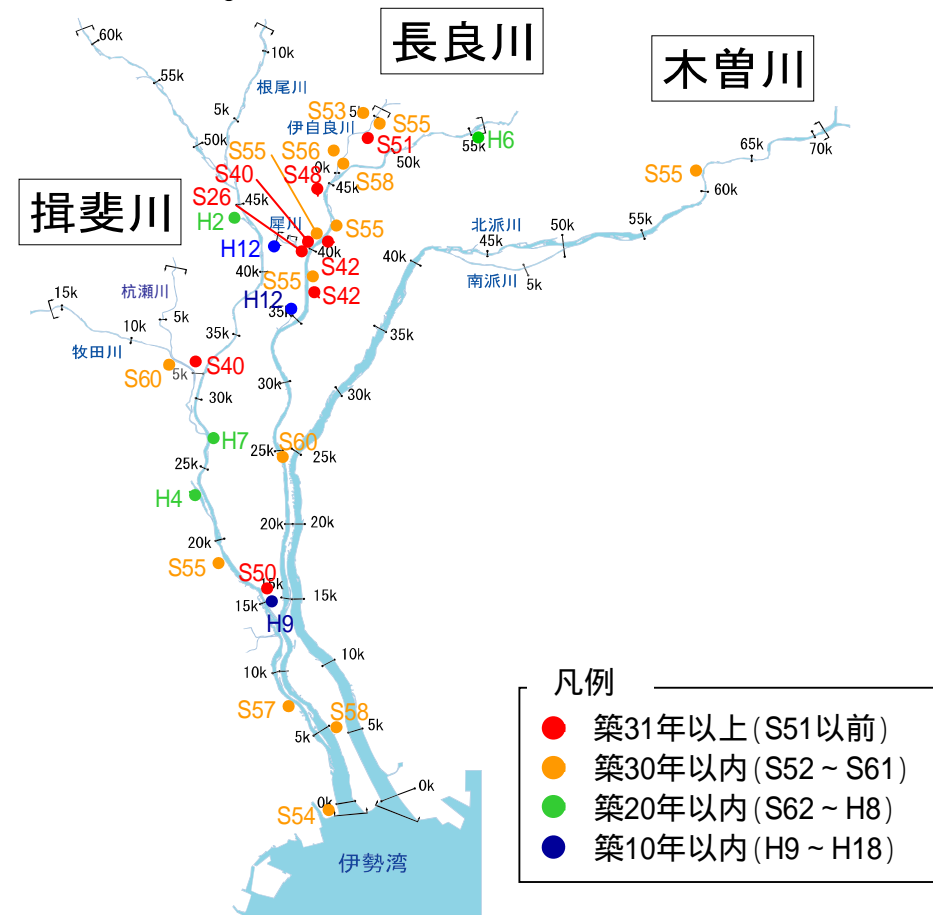 長良川
木曽川
揖斐川
60k
55k
50k
45k
40k
35k
30k
25k
20k
15k
10k
5k
根尾川
S53
5k
伊自良川
S55
S51
S56
0k
S58
50k
55k
H6
S55
S40
S48
45k
S26
H2
犀川
S55
H12
40k
S42
S55
H12
S42
35k
杭瀬川
15k
10k
5k
牧田川
S60
5k
S40
北派川
南派川
5k
S55
70k
65k
60k
55k
50k
45k
40k
35k
30k
30k
25k
S60
25k
H7
H4
20k
20k
S55
S50
15k
15k
H9
10k
10k
S57
S58
5k
5k
S54
0k
0k
伊勢湾
凡例
築31年以上(S51以前)
築30年以内(S52～S61)
築20年以内(S62～H8)
築10年以内(H9～H18)